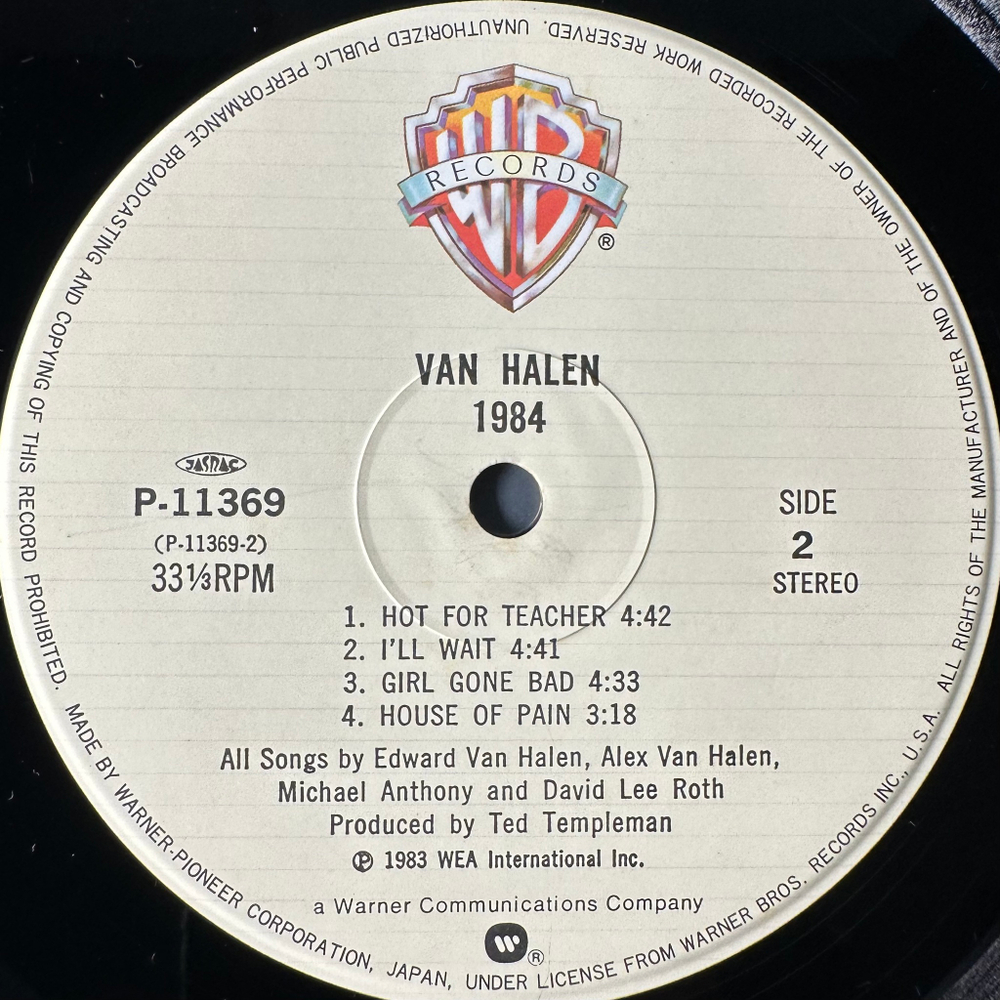 WB
RECORDS
®
VAN HALEN
1984
JASRAC
P-11369
(P-11369-2)
33⅓RPM
SIDE
2
STEREO
1. HOT FOR TEACHER 4:42
2. I'LL WAIT 4:41
3. GIRL GONE BAD 4:33
4. HOUSE OF PAIN 3:18
All Songs by Edward Van Halen, Alex Van Halen,
Michael Anthony and David Lee Roth
Produced by Ted Templeman
℗ 1983 WEA International Inc.
a Warner Communications Company
W ®
MADE BY WARNER-PIONEER CORPORATION, JAPAN, UNDER LICENSE FROM WARNER BROS. RECORDS INC., U.S.A. ALL RIGHTS OF THE MANUFACTURER AND OF THE OWNER OF THE RECORDED WORK RESERVED. UNAUTHORIZED PUBLIC PERFORMANCE BROADCASTING AND COPYING OF THIS RECORD PROHIBITED.